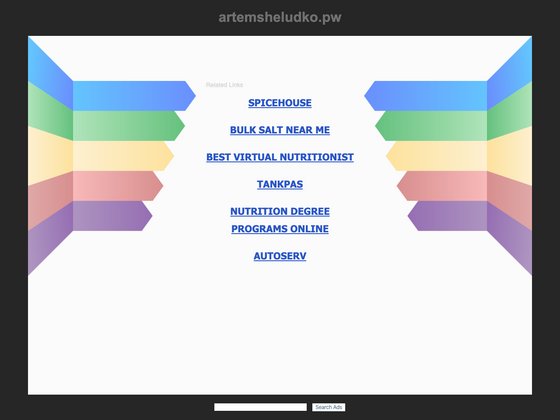 artemsheludko.pw
Related Links
SPICEHOUSE
BULK SALT NEAR ME
BEST VIRTUAL NUTRITIONIST
TANKPAS
NUTRITION DEGREE
PROGRAMS ONLINE
AUTOSERV
Search Ads